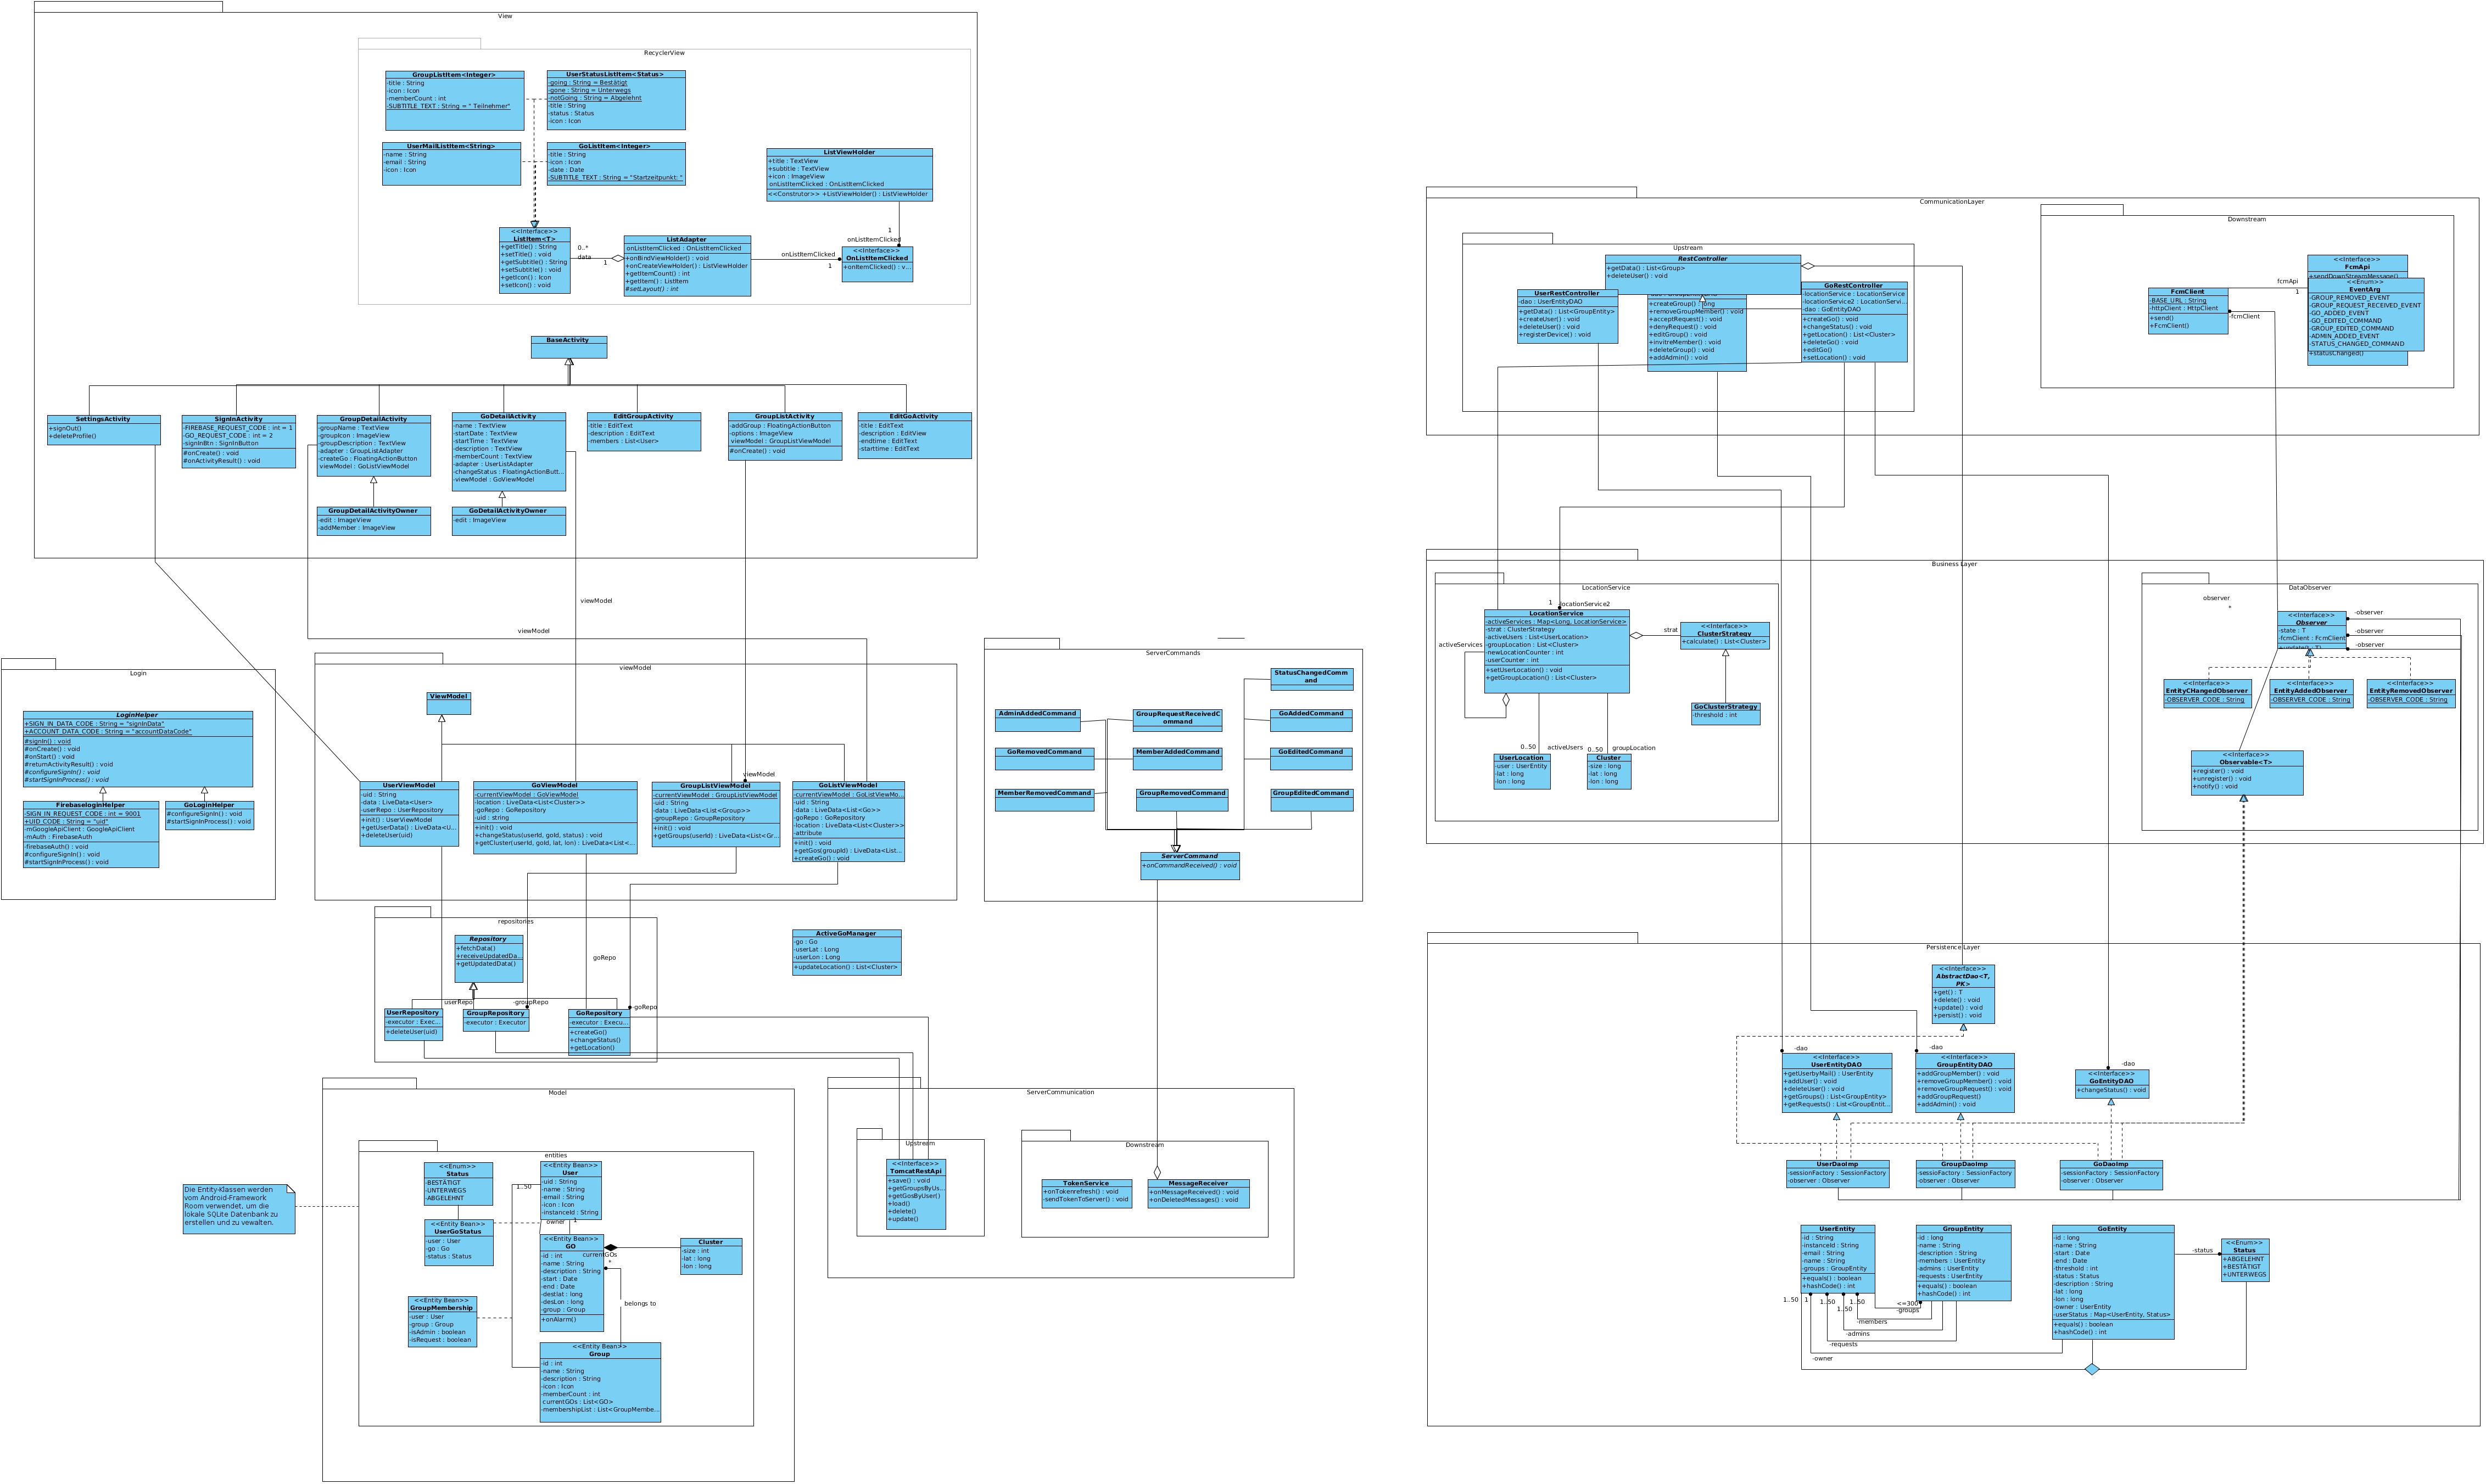 View
RecyclerView
GroupListItem<Integer>
-title : String
-icon : Icon
-memberCount : int
-SUBTITLE_TEXT : String = " Teilnehmer"
UserStatusListItem<Status>
-going : String = Bestätigt
-gone : String = Unterwegs
-notGoing : String = Abgelehnt
-title : String
-status : Status
-icon : Icon
UserMailListItem<String>
-name : String
-email : String
-icon : Icon
GoListItem<Integer>
-title : String
-icon : Icon
-date : Date
-SUBTITLE_TEXT : String = "Startzeitpunkt: "
ListViewHolder
+title : TextView
+subtitle : TextView
+icon : ImageView
onListItemClicked : OnListItemClicked
<<Construtor>> +ListViewHolder() : ListViewHolder
<<Interface>>
ListItem<T>
+getTitle() : String
+setTitle() : void
+getSubtitle() : String
+setSubtitle() : void
+getIcon() : Icon
+setIcon() : void
0..*
data
1
ListAdapter
onListItemClicked : OnListItemClicked
+onBindViewHolder() : void
+onCreateViewHolder() : ListViewHolder
+getItemCount() : int
+getItem() : ListItem
#setLayout() : int
onListItemClicked
1
1
onListItemClicked
<<Interface>>
OnListItemClicked
+onItemClicked() : v...
BaseActivity
SettingsActivity
+signOut()
+deleteProfile()
SignInActivity
-FIREBASE_REQUEST_CODE : int = 1
-GO_REQUEST_CODE : int = 2
-signInBtn : SignInButton
#onCreate() : void
#onActivityResult() : void
GroupDetailActivity
-groupName : TextView
-groupIcon : ImageView
-groupDescription : TextView
-adapter : GroupListAdapter
-createGo : FloatingActionButton
viewModel : GoListViewModel
GoDetailActivity
-name : TextView
-startDate : TextView
-startTime : TextView
-description : TextView
-memberCount : TextView
-adapter : UserListAdapter
-changeStatus : FloatingActionButt...
-viewModel : GoViewModel
EditGroupActivity
-title : EditText
-description : EditText
-members : List<User>
GroupListActivity
-addGroup : FloatingActionButton
-options : ImageView
viewModel : GroupListViewModel
#onCreate() : void
EditGoActivity
-title : EditText
-description : EditView
-endtime : EditText
-starttime : EditText
GroupDetailActivityOwner
-edit : ImageView
-addMember : ImageView
GoDetailActivityOwner
-edit : ImageView
viewModel
viewModel
Login
LoginHelper
+SIGN_IN_DATA_CODE : String = "signInData"
+ACCOUNT_DATA_CODE : String = "accountDataCode"
#signIn() : void
#onCreate() : void
#onStart() : void
#returnActivityResult() : void
#configureSignIn() : void
#startSignInProcess() : void
FirebaseloginHelper
-SIGN_IN_REQUEST_CODE : int = 9001
+UID_CODE : String = "uid"
-mGoogleApiClient : GoogleApiClient
-mAuth : FirebaseAuth
-firebaseAuth() : void
#configureSignIn() : void
#startSignInProcess() : void
GoLoginHelper
#configureSignIn() : void
#startSignInProcess() : void
viewModel
ViewModel
viewModel
UserViewModel
-uid : String
-data : LiveData<User>
-userRepo : UserRepository
+init() : UserViewModel
+getUserData() : LiveData<U...
+deleteUser(uid)
GoViewModel
-currentViewModel : GoViewModel
-location : LiveData<List<Cluster>>
-goRepo : GoRepository
-uid : string
+init() : void
+changeStatus(userId, goId, status) : void
+getCluster(userId, goId, lat, lon) : LiveData<List<...
GroupListViewModel
-currentViewModel : GroupListViewModel
-uid : String
-data : LiveData<List<Group>>
-groupRepo : GroupRepository
+init() : void
+getGroups(userId) : LiveData<List<Gr...
GoListViewModel
-currentViewModel : GoListViewMo...
-uid : String
-data : LiveData<List<Go>>
-goRepo : GoRepository
-location : LiveData<List<Cluster>>
-attribute
+init() : void
+getGos(groupId) : LiveData<List...
+createGo() : void
repositories
Repository
+fetchData()
+receiveUpdatedDa...
+getUpdatedData()
goRepo
userRepo
-groupRepo
-goRepo
UserRepository
-executor : Exec...
+deleteUser(uid)
GroupRepository
-executor : Executor
GoRepository
-executor : Execu...
+createGo()
+changeStatus()
+getLocation()
ActiveGoManager
-go : Go
-userLat : Long
-userLon : Long
+updateLocation() : List<Cluster>
ServerCommands
StatusChangedComm
and
AdminAddedCommand
GroupRequestReceivedC
ommand
GoAddedCommand
GoRemovedCommand
MemberAddedCommand
GoEditedCommand
MemberRemovedCommand
GroupRemovedCommand
GroupEditedCommand
ServerCommand
+onCommandReceived() : void
Model
entities
Die Entity-Klassen werden
vom Android-Framework
Room verwendet, um die
lokale SQLite Datenbank zu
erstellen und zu vewalten.
<<Enum>>
Status
-BESTÄTIGT
-UNTERWEGS
-ABGELEHNT
<<Entity Bean>>
User
-uid : String
-name : String
-email : String
-icon : Icon
-instanceId : String
1..50
owner
1
<<Entity Bean>>
UserGoStatus
-user : User
-go : Go
-status : Status
<<Entity Bean>>
GO
-id : int
-name : String
-description : String
-start : Date
-end : Date
-destlat : long
-desLon : long
-group : Group
+onAlarm()
currentGOs
*
Cluster
-size : int
-lat : long
-lon : long
belongs to
<<Entity Bean>>
GroupMembership
-user : User
-group : Group
-isAdmin : boolean
-isRequest : boolean
<<Entity Bean>>
Group
-id : int
-name : String
-description : String
-icon : Icon
-memberCount : int
currentGOs : List<GO>
-membershipList : List<GroupMembe...
ServerCommunication
Upstream
<<Interface>>
TomcatRestApi
+save() : void
+getGroupsByUs...
+getGosByUser()
+load()
+delete()
+update()
Downstream
TokenService
+onTokenrefresh() : void
-sendTokenToServer() : void
MessageReceiver
+onMessageReceived() : void
+onDeletedMessages() : void
CommunicationLayer
Upstream
RestController
+getData() : List<Group>
+deleteUser() : void
UserRestController
-dao : UserEntityDAO
+getData() : List<GroupEntity>
+createUser() : void
+deleteUser() : void
+registerDevice() : void
+createGroup() : long
+removeGroupMember() : void
+acceptRequest() : void
+denyRequest() : void
+editGroup() : void
+invitreMember() : void
+deleteGroup() : void
+addAdmin() : void
GoRestController
-locationService : LocationService
-locationService2 : LocationServi...
-dao : GoEntityDAO
+createGo() : void
+changeStatus() : void
+getLocation() : List<Cluster>
+deleteGo() : void
+editGo()
+setLocation() : void
Downstream
FcmClient
-BASE_URL : String
-httpClient : HttpClient
+send()
+FcmClient()
fcmApi
1
-fcmClient
<<Interface>>
FcmApi
+sendDownStreamMessage()...
<<Enum>>
EventArg
-GROUP_REMOVED_EVENT
-GROUP_REQUEST_RECEIVED_EVENT
-GO_ADDED_EVENT
-GO_EDITED_COMMAND
-GROUP_EDITED_COMMAND
-ADMIN_ADDED_EVENT
-STATUS_CHANGED_COMMAND
+statusChanged()
Business Layer
LocationService
1
locationService2
LocationService
-activeServices : Map<Long, LocationService>
-strat : ClusterStrategy
-activeUsers : List<UserLocation>
-groupLocation : List<Cluster>
-newLocationCounter : int
-userCounter : int
+setUserLocation() : void
+getGroupLocation() : List<Cluster>
activeServices
strat
<<Interface>>
ClusterStrategy
+calculate() : List<Cluster>
GoClusterStrategy
-threshold : int
0..50
activeUsers
0..50
groupLocation
UserLocation
-user : UserEntity
-lat : long
-lon : long
Cluster
-size : long
-lat : long
-lon : long
DataObserver
observer
*
<<Interface>>
Observer
-state : T
-fcmClient : FcmClient
-observer
-observer
-observer
<<Interface>>
EntityCHangedObserver
-OBSERVER_CODE : String
<<Interface>>
EntityAddedObserver
-OBSERVER_CODE : String
<<Interface>>
EntityRemovedObserver
-OBSERVER_CODE : String
<<Interface>>
Observable<T>
+register() : void
+unregister() : void
+notify() : void
Persistence Layer
<<Interface>>
AbstractDao<T,
PK>
+get() : T
+delete() : void
+update() : void
+persist() : void
-dao
-dao
-dao
<<Interface>>
UserEntityDAO
+getUserbyMail() : UserEntity
+addUser() : void
+deleteUser() : void
+getGroups() : List<GroupEntity>
+getRequests() : List<GroupEntit...
<<Interface>>
GroupEntityDAO
+addGroupMember() : void
+removeGroupMember() : void
+removeGroupRequest() : void
+addGroupRequest()
+addAdmin() : void
<<Interface>>
GoEntityDAO
+changeStatus() : void
UserDaoImp
-sessionFactory : SessionFactory
-observer : Observer
GroupDaoImp
-sessioFactory : SessionFactory
-observer : Observer
GoDaoImp
-sessionFactory : SessionFactory
-observer : Observer
UserEntity
-id : String
-instanceId : String
-email : String
-name : String
-groups : GroupEntity
+equals() : boolean
+hashCode() : int
GroupEntity
-id : long
-name : String
-description : String
-members : UserEntity
-admins : UserEntity
-requests : UserEntity
+equals() : boolean
+hashCode() : int
GoEntity
-id : long
-name : String
-start : Date
-end : Date
-threshold : int
-status : Status
-description : String
-lat : long
-lon : long
-owner : UserEntity
-userStatus : Map<UserEntity, Status>
+equals() : boolean
+hashCode() : int
-status
<<Enum>>
Status
+ABGELEHNT
+BESTÄTIGT
+UNTERWEGS
1..50
1
1..50
1..50
1..50
<=300
-groups
-members
-admins
-requests
-owner